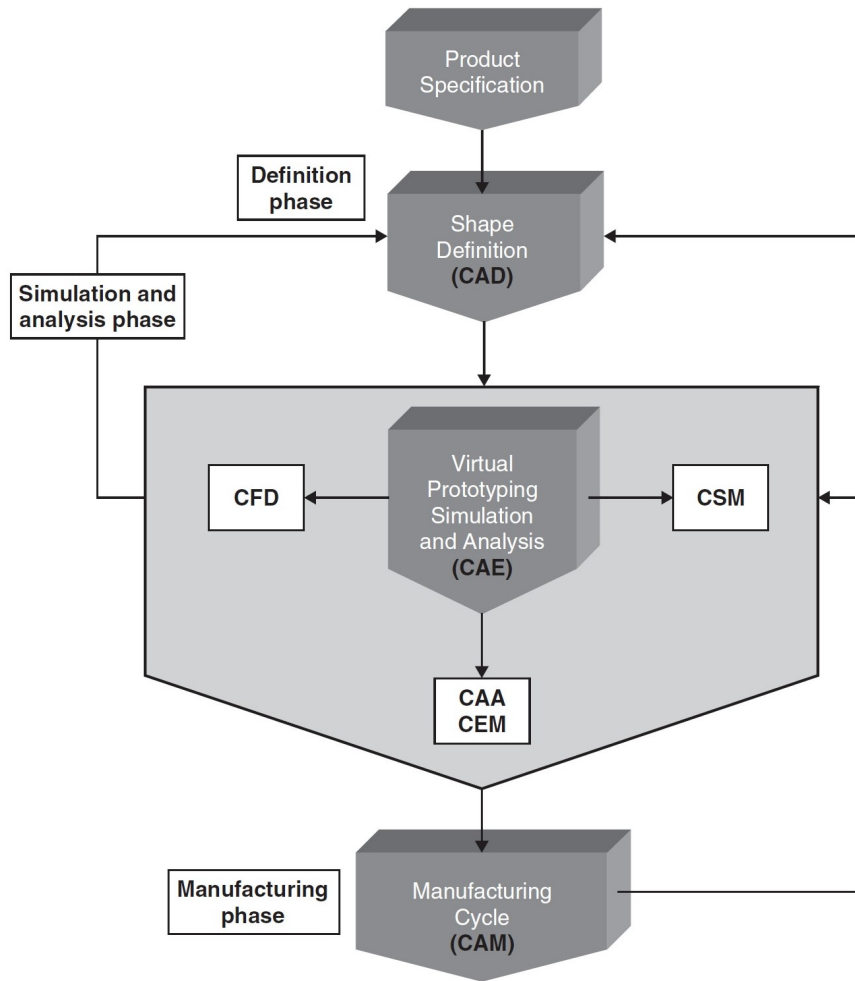 Product
Specification
Definition
phase
Shape
Definition
(CAD)
Simulation and
analysis phase
Virtual
Prototyping
Simulation
and Analysis
(CAE)
CFD
CSM
CAA
CEM
Manufacturing
phase
Manufacturing
Cycle
(CAM)